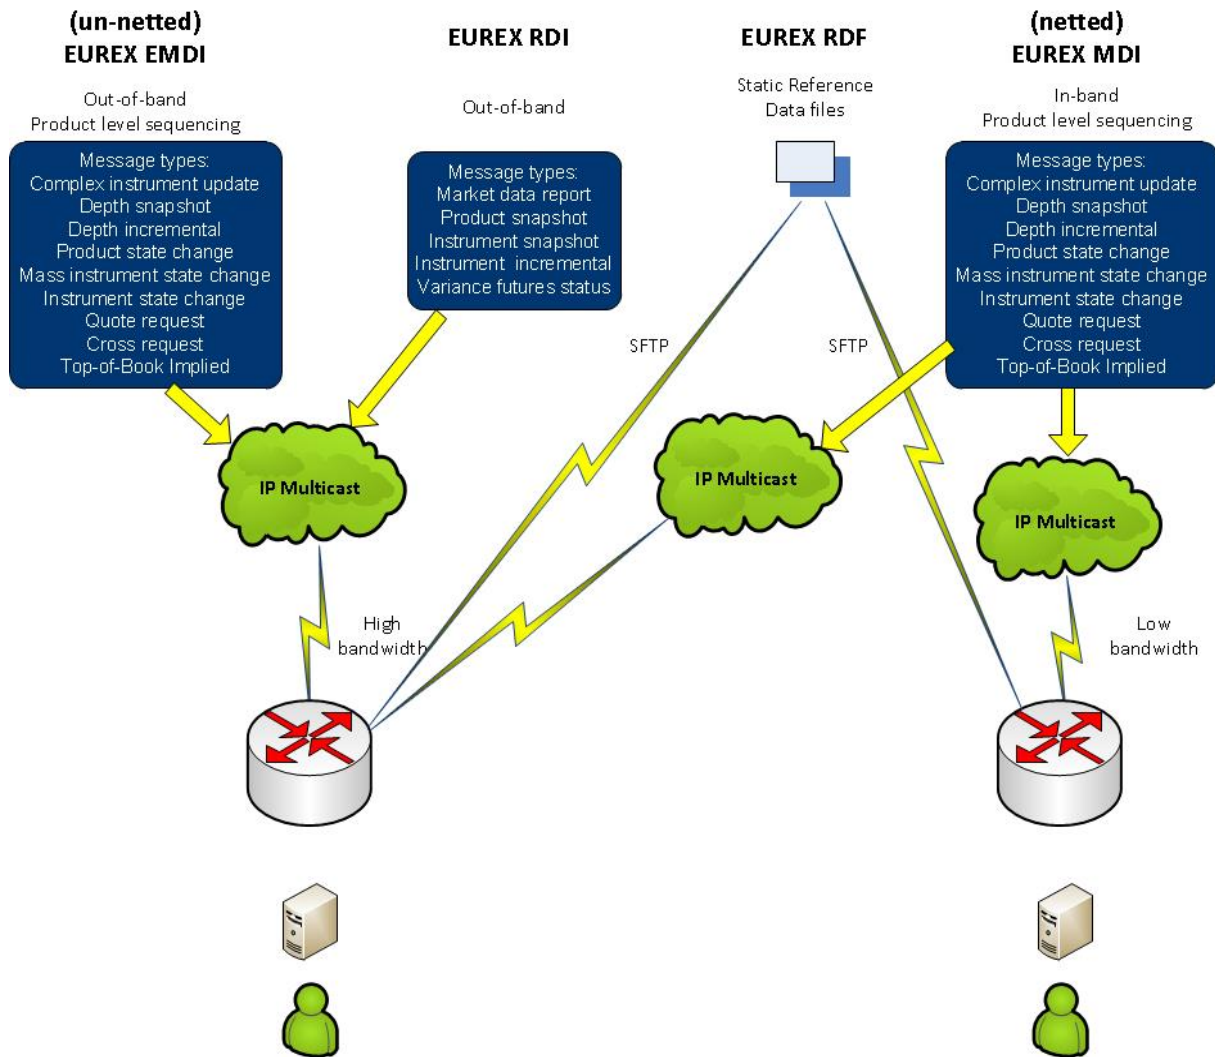 (un-netted)
EUREX EMDI
Out-of-band
Product level sequencing
Message types:
Complex instrument update
Depth snapshot
Depth incremental
Product state change
Mass instrument state change
Instrument state change
Quote request
Cross request
Top-of-Book Implied
EUREX RDI
Out-of-band
Message types:
Market data report
Product snapshot
Instrument snapshot
Instrument incremental
Variance futures status
EUREX RDF
Static Reference
Data files
(netted)
EUREX MDI
In-band
Product level sequencing
Message types:
Complex instrument update
Depth snapshot
Depth incremental
Product state change
Mass instrument state change
Instrument state change
Quote request
Cross request
Top-of-Book Implied
SFTP
SFTP
IP Multicast
IP Multicast
IP Multicast
High
bandwidth
Low
bandwidth